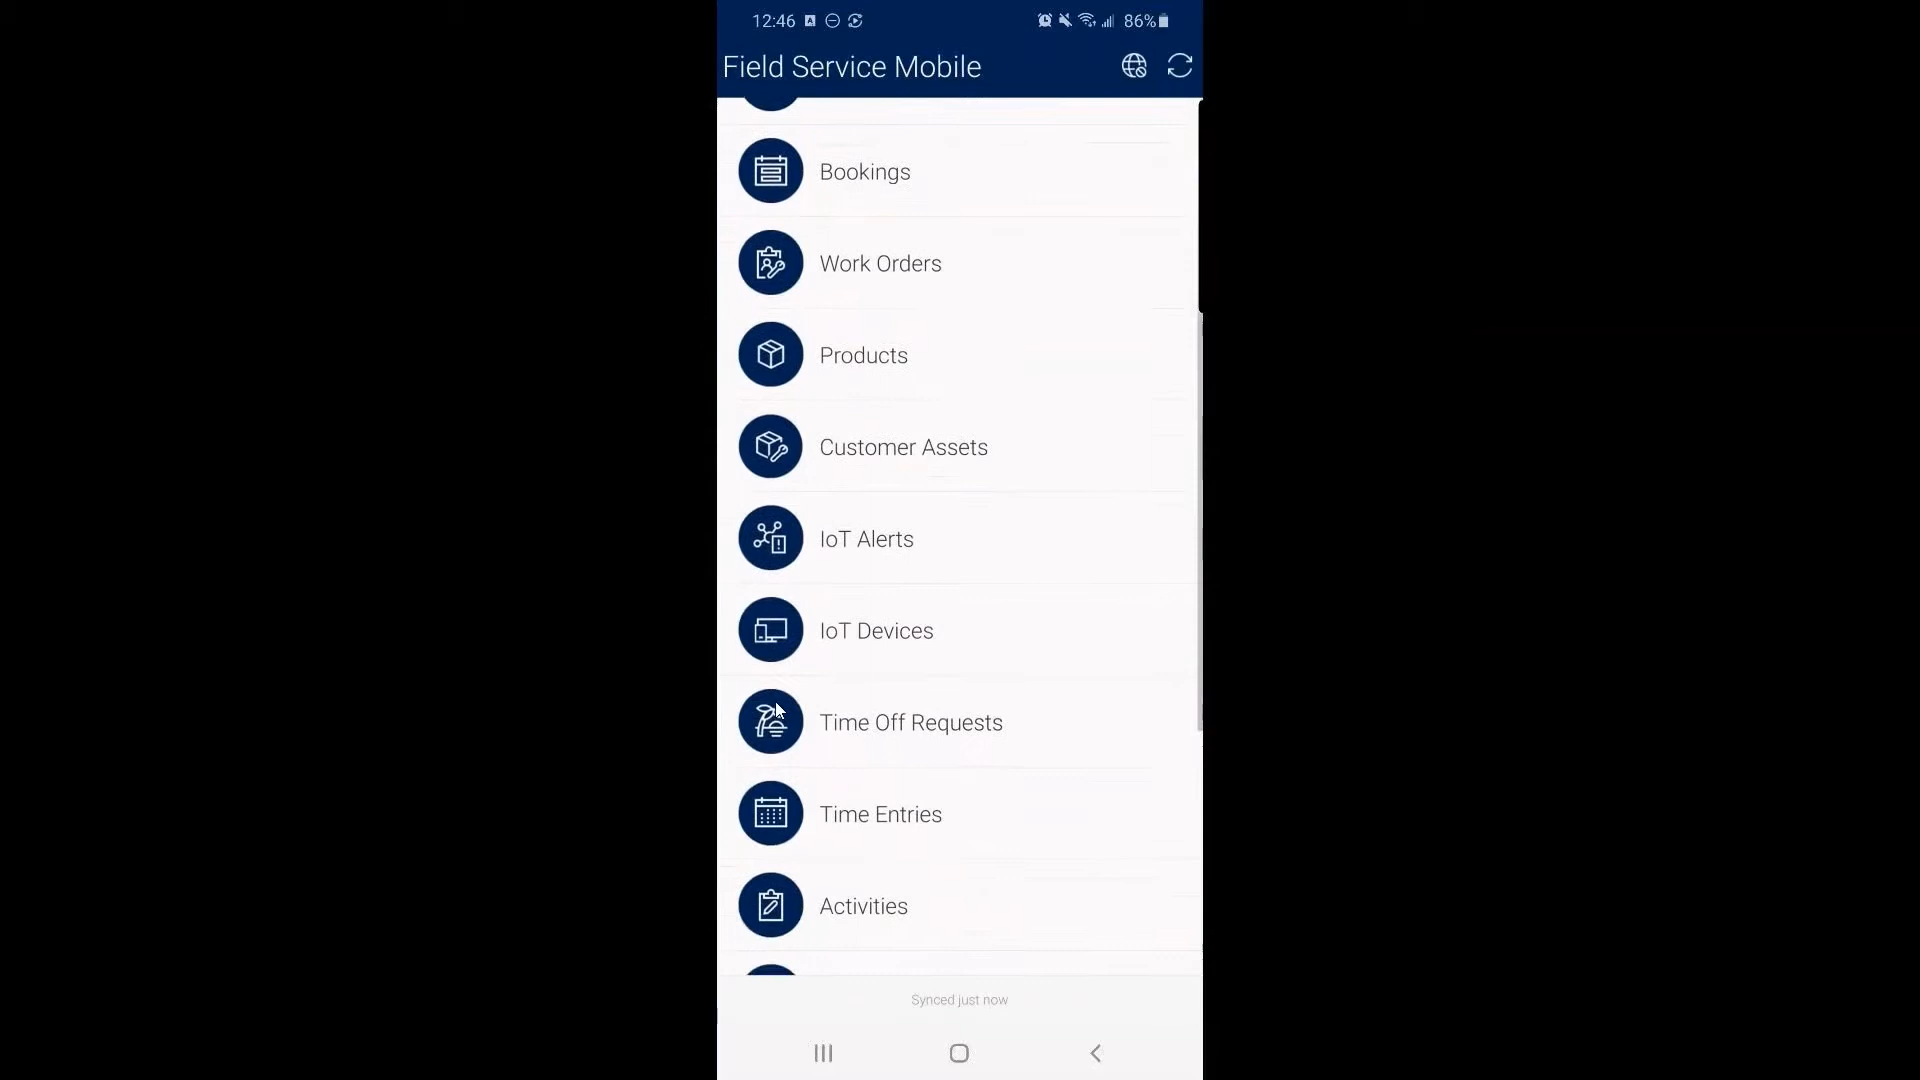 12:46
86%
Field Service Mobile
Bookings
Work Orders
Products
Customer Assets
IoT Alerts
IoT Devices
Time Off Requests
Time Entries
Activities
Synced just now